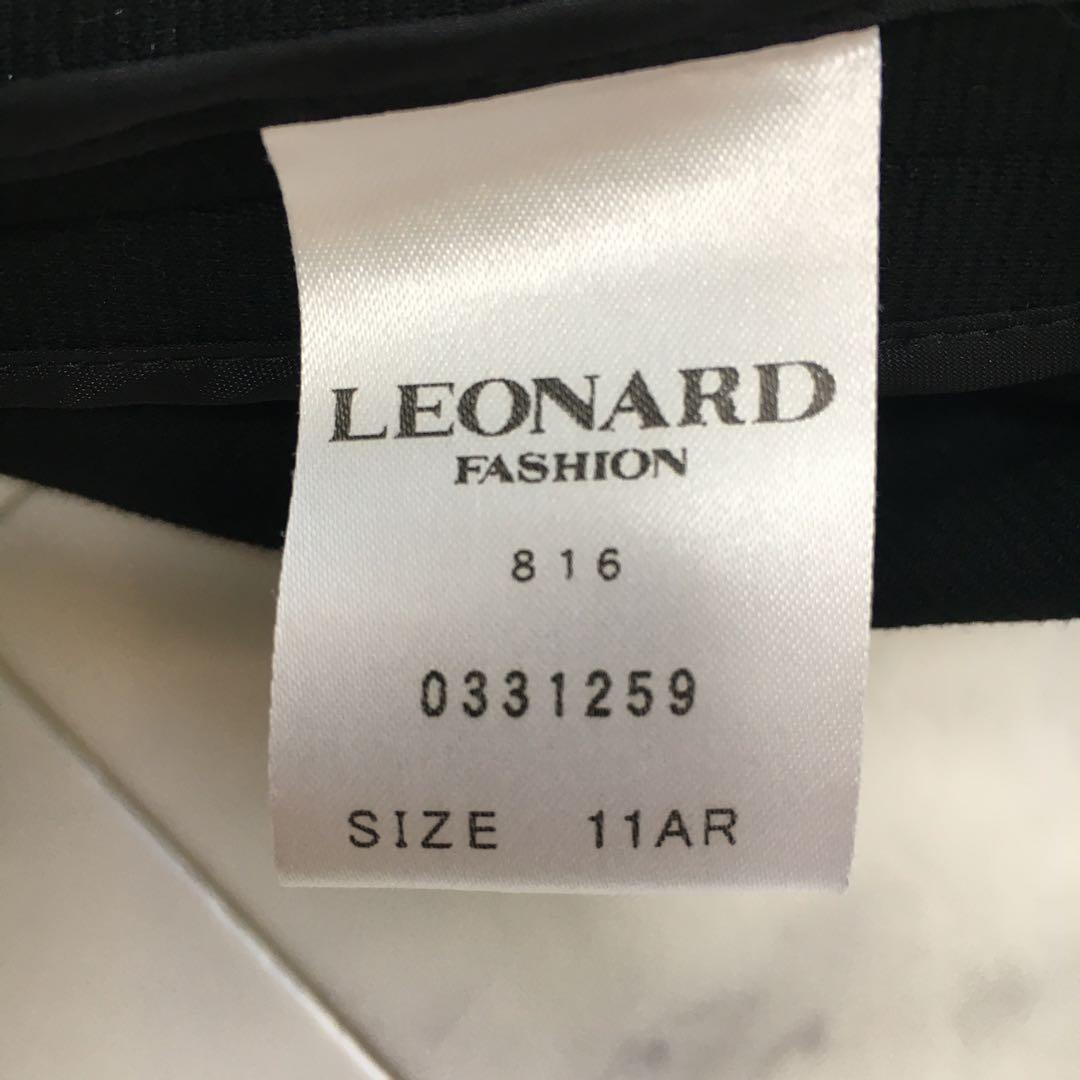 LEONARD
FASHION
816
0331259
SIZE 11AR